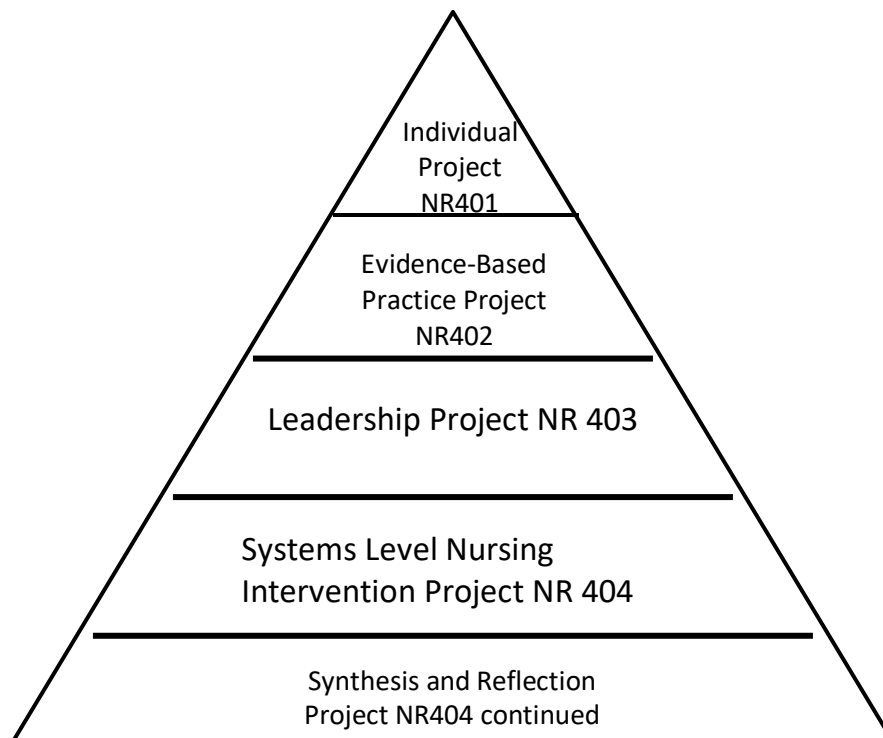 Individual
Project
NR401
Evidence-Based
Practice Project
NR402
Leadership Project NR 403
Systems Level Nursing
Intervention Project NR 404
Synthesis and Reflection
Project NR404 continued